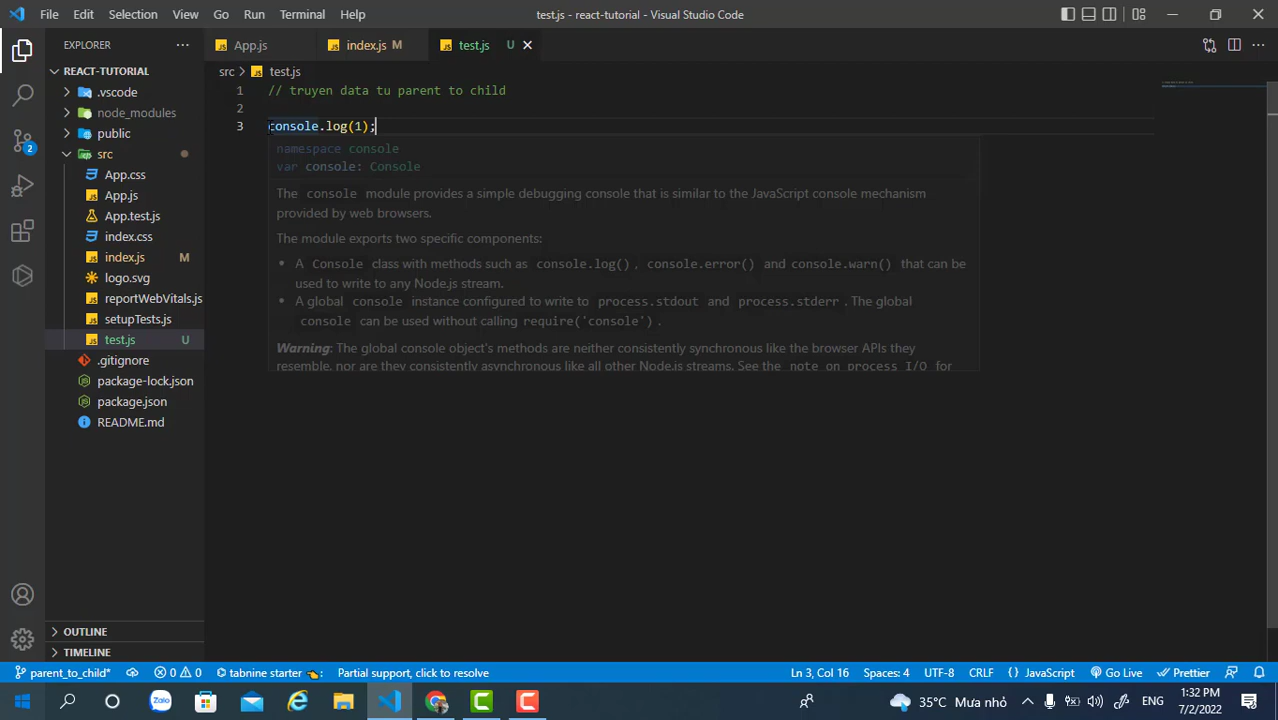 File Edit Selection View Go Run Terminal Help test.js - react-tutorial - Visual Studio Code
EXPLORER
App.js
index.js M
test.js U
REACT-TUTORIAL
.vscode
node_modules
public
src
App.css
App.js
App.test.js
index.css
index.js M
logo.svg
reportWebVitals.js
setupTests.js
test.js U
.gitignore
package-lock.json
package.json
README.md
OUTLINE
TIMELINE
2
src > test.js
1 // truyen data tu parent to child
2
3 console.log(1);
namespace console
var console: Console
The console module provides a simple debugging console that is similar to the JavaScript console mechanism
provided by web browsers.
The module exports two specific components:
• A Console class with methods such as console.log(), console.error() and console.warn() that can be
used to write to any Node.js stream.
• A global console instance configured to write to process.stdout and process.stderr. The global
console can be used without calling require('console').
Warning: The global console object's methods are neither consistently synchronous like the browser APIs they
resemble, nor are they consistently asynchronous like all other Node.js streams. See the note on process I/O for
parent_to_child* 0 0 tabnine starter Partial support, click to resolve Ln 3, Col 16 Spaces: 4 UTF-8 CRLF JavaScript Go Live Prettier
Zalo 35°C Mưa nhỏ ENG 1:32 PM
7/2/2022